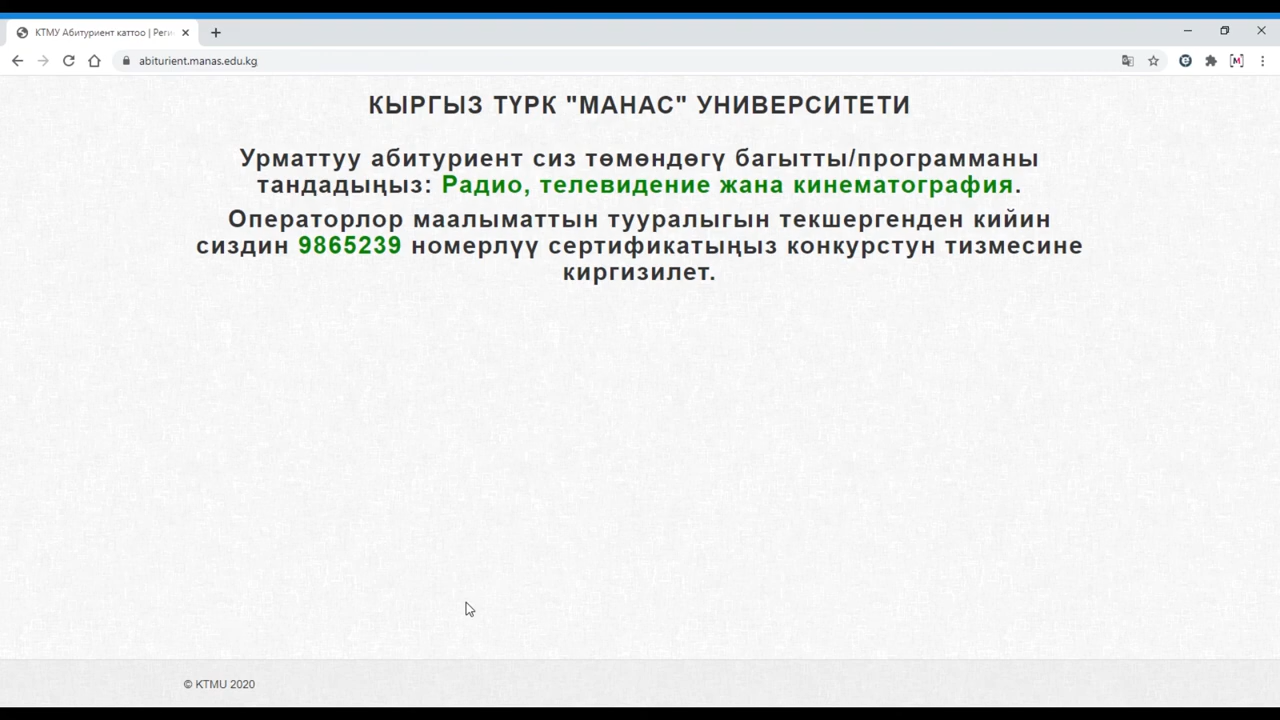 КТМУ Абитуриент каттоо | Реги
abiturient.manas.edu.kg
КЫРГЫЗ ТҮРК "МАНАС" УНИВЕРСИТЕТИ
Урматтуу абитуриент сиз төмөндөгү багытты/программаны
тандадыңыз: Радио, телевидение жана кинематография.
Операторлор маалыматтын тууралыгын текшергенден кийин
сиздин 9865239 номерлүү сертификатыңыз конкурстун тизмесине
киргизилет.
© KTMU 2020